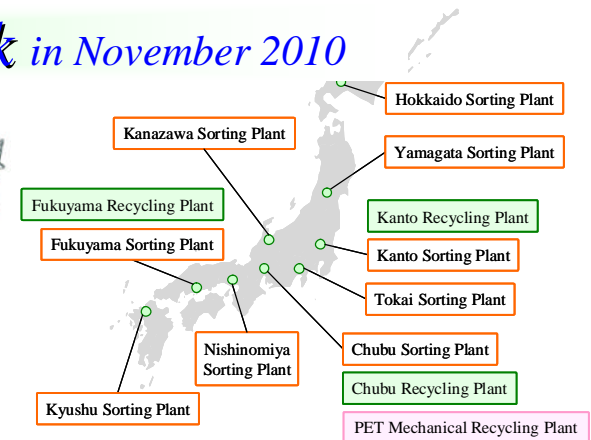 in November 2010
Hokkaido Sorting Plant
Kanazawa Sorting Plant
Yamagata Sorting Plant
Fukuyama Recycling Plant
Kanto Recycling Plant
Fukuyama Sorting Plant
Kanto Sorting Plant
Tokai Sorting Plant
Nishinomiya
Sorting Plant
Chubu Sorting Plant
Chubu Recycling Plant
Kyushu Sorting Plant
PET Mechanical Recycling Plant